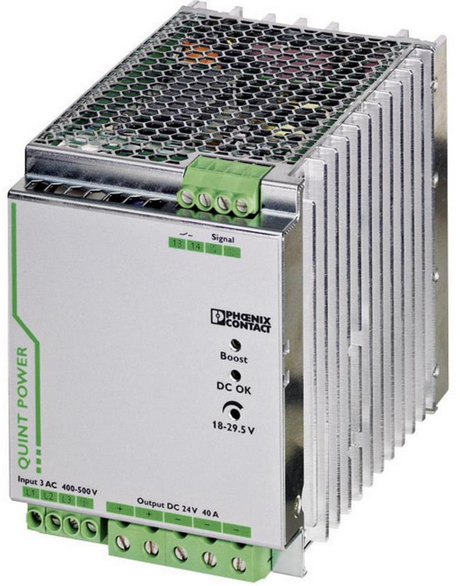 Signal
13 14
PHŒNIX
CONTACT
Boost
DC OK
18-29.5 V
QUINT POWER
Input 3 AC 400-500 V
L1 L2 L3
Output DC 24 V 40 A
+ + − − −